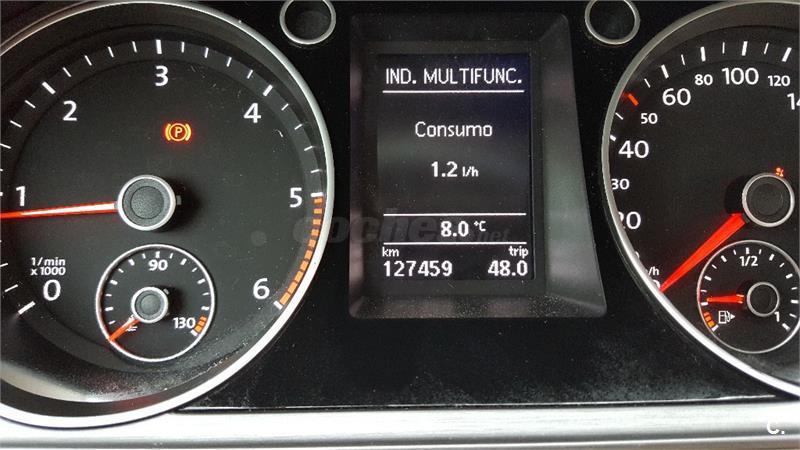 IND. MULTIFUNC.
Consumo
1.2 l/h
8.0 °C
km trip
127459 48.0
0 1 2 3 4 5 6
1/min
x 1000
90
130
20 30 40 50 60 80 100 120
1/2
1
C.